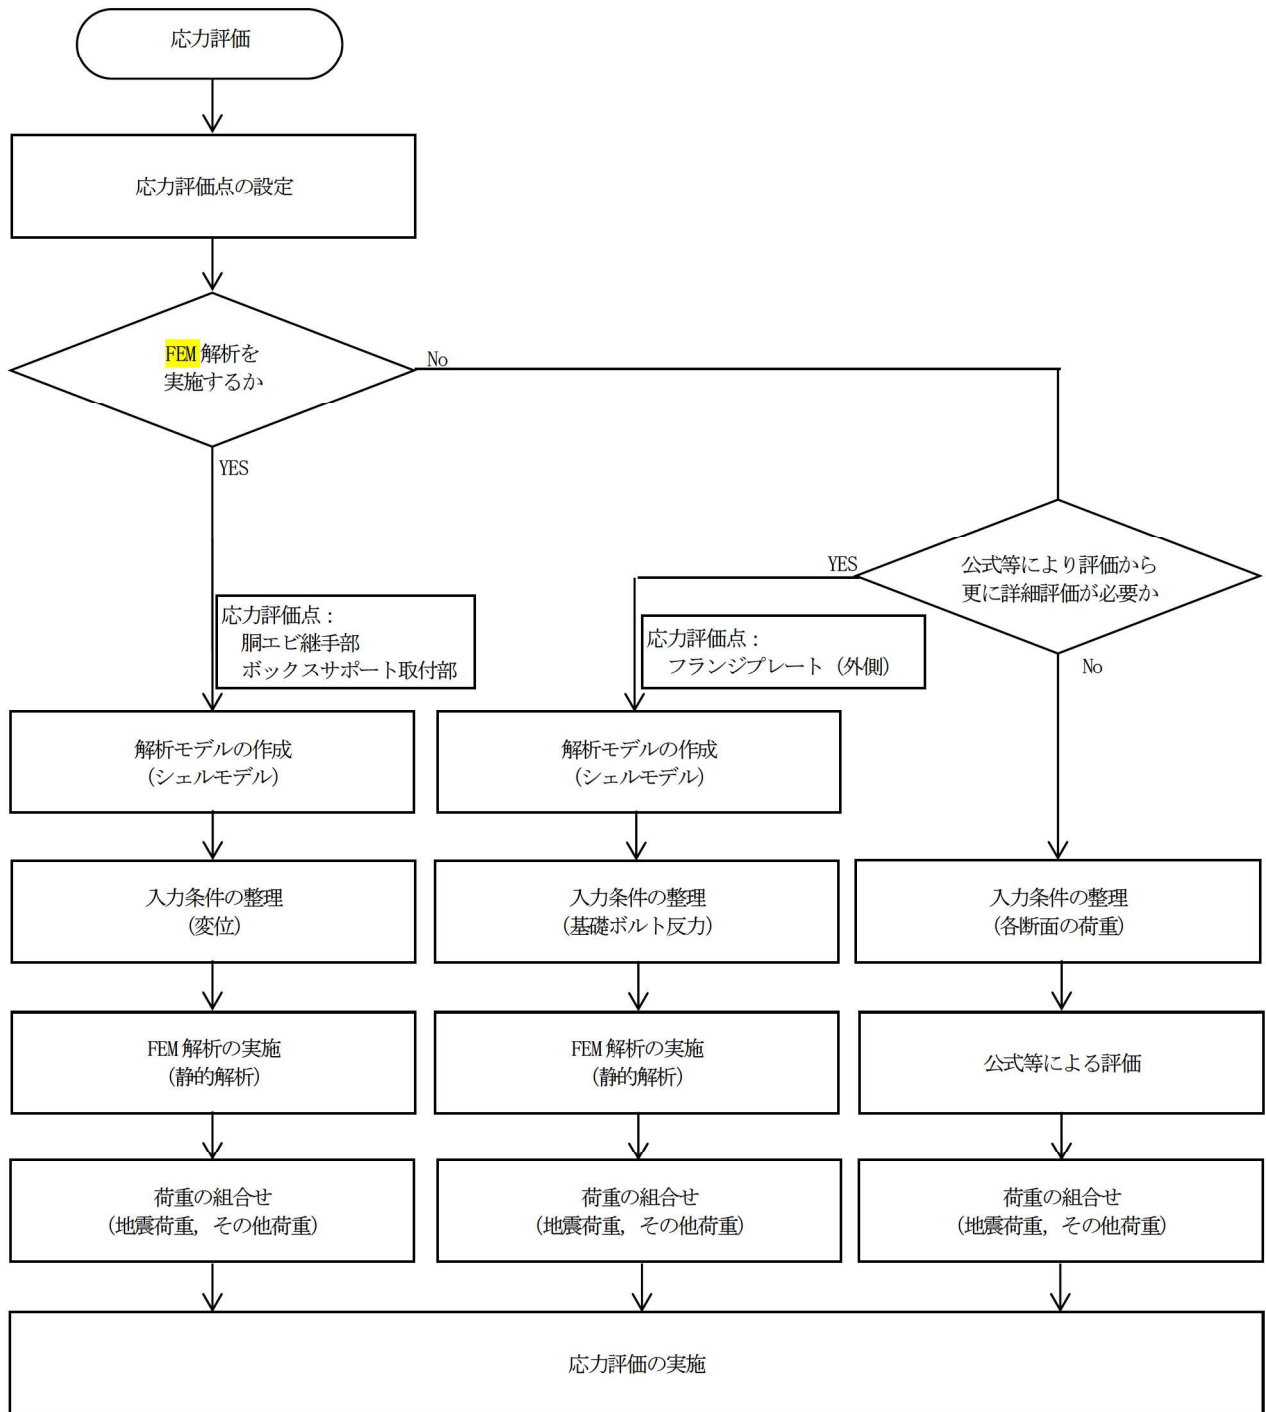 応力評価
応力評価点の設定
FEM解析を
実施するか
No
YES
公式等により評価から
更に詳細評価が必要か
YES
No
応力評価点：
胴エビ継手部
ボックスサポート取付部
応力評価点：
フランジプレート（外側）
解析モデルの作成
(シェルモデル)
解析モデルの作成
(シェルモデル)
入力条件の整理
(変位)
入力条件の整理
(基礎ボルト反力)
入力条件の整理
(各断面の荷重)
FEM解析の実施
(静的解析)
FEM解析の実施
(静的解析)
公式等による評価
荷重の組合せ
(地震荷重，その他荷重)
荷重の組合せ
(地震荷重，その他荷重)
荷重の組合せ
(地震荷重，その他荷重)
応力評価の実施